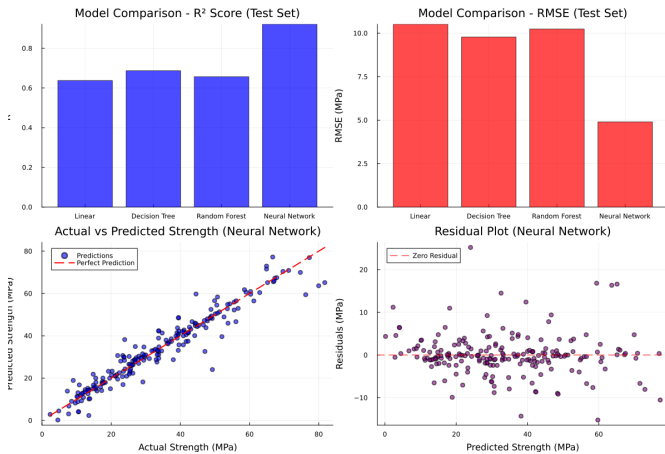 Model Comparison - R² Score (Test Set)
0.8
0.6
0.4
0.2
0.0
Linear
Decision Tree
Random Forest
Neural Network
Model Comparison - RMSE (Test Set)
RMSE (MPa)
10.0
7.5
5.0
2.5
0.0
Linear
Decision Tree
Random Forest
Neural Network
Actual vs Predicted Strength (Neural Network)
Predictions
Perfect Prediction
Predicted Strength (MPa)
80
60
40
20
0
0
20
40
60
80
Actual Strength (MPa)
Residual Plot (Neural Network)
Zero Residual
Residuals (MPa)
20
10
0
-10
0
20
40
60
Predicted Strength (MPa)